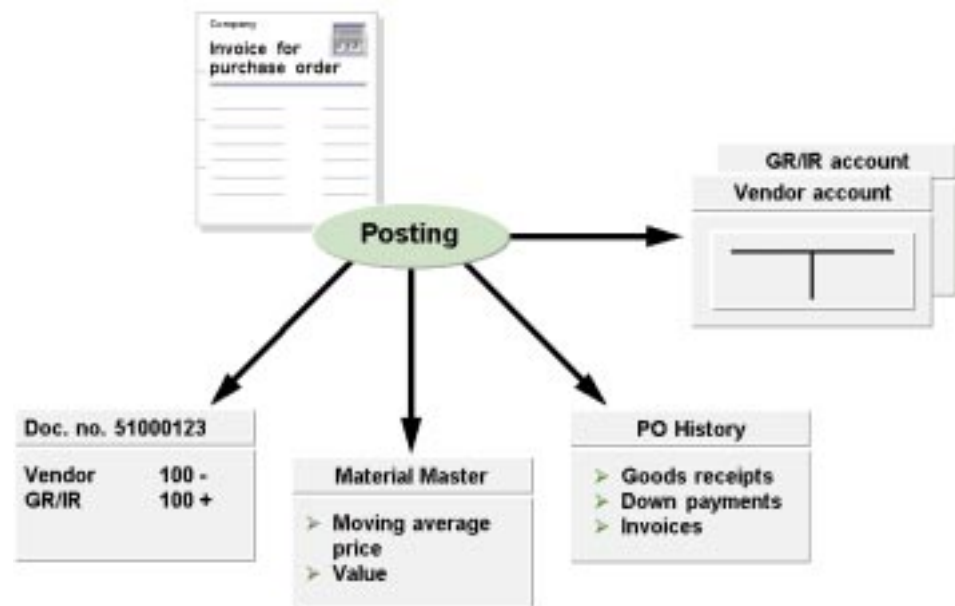 Company
Invoice for
purchase order
GR/IR account
Vendor account
Posting
Doc. no. 51000123
Vendor 100 -
GR/IR 100 +
Material Master
Moving average
price
Value
PO History
Goods receipts
Down payments
Invoices